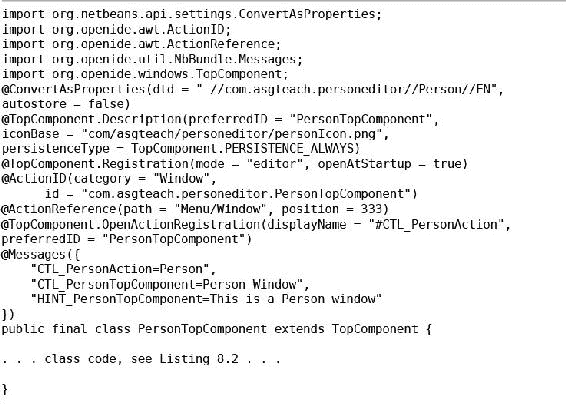 import org.netbeans.api.settings.ConvertAsProperties;
import org.openide.awt.ActionID;
import org.openide.awt.ActionReference;
import org.openide.util.NbBundle.Messages;
import org.openide.windows.TopComponent;
@ConvertAsProperties(dtd = " //com.asgteach.personeditor//Person//EN",
autostore = false)
@TopComponent.Description(preferredID = "PersonTopComponent",
iconBase = "com/asgteach/personeditor/personIcon.png",
persistenceType = TopComponent.PERSISTENCE_ALWAYS)
@TopComponent.Registration(mode = "editor", openAtStartup = true)
@ActionID(category = "Window",
      id = "com.asgteach.personeditor.PersonTopComponent")
@ActionReference(path = "Menu/Window", position = 333)
@TopComponent.OpenActionRegistration(displayName = "#CTL_PersonAction",
preferredID = "PersonTopComponent")
@Messages({
    "CTL_PersonAction=Person",
    "CTL_PersonTopComponent=Person Window",
    "HINT_PersonTopComponent=This is a Person window"
})
public final class PersonTopComponent extends TopComponent {
. . . class code, see Listing 8.2 . . .
}